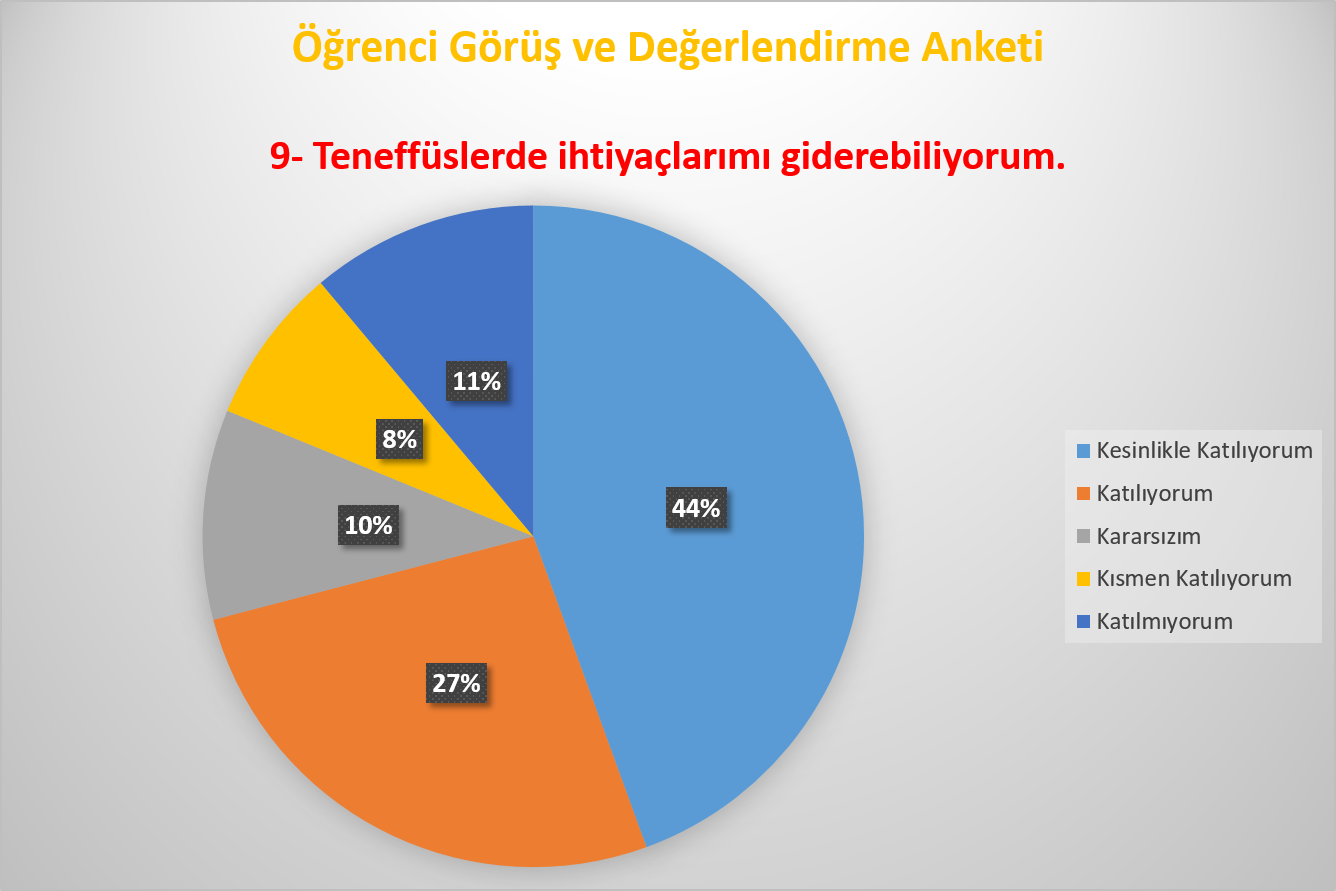 Öğrenci Görüş ve Değerlendirme Anketi
9- Teneffüslerde ihtiyaçlarımı giderebiliyorum.
11%
8%
44%
10%
27%
Kesinlikle Katılıyorum
Katılıyorum
Kararsızım
Kısmen Katılıyorum
Katılmıyorum